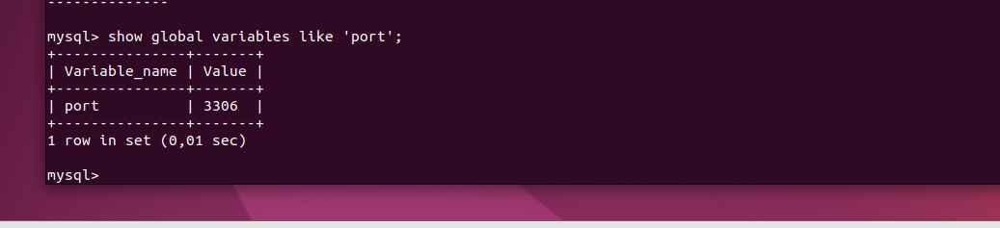 --------------
mysql> show global variables like 'port';
+---------------+-------+
| Variable_name | Value |
+---------------+-------+
| port          | 3306  |
+---------------+-------+
1 row in set (0,01 sec)
mysql>